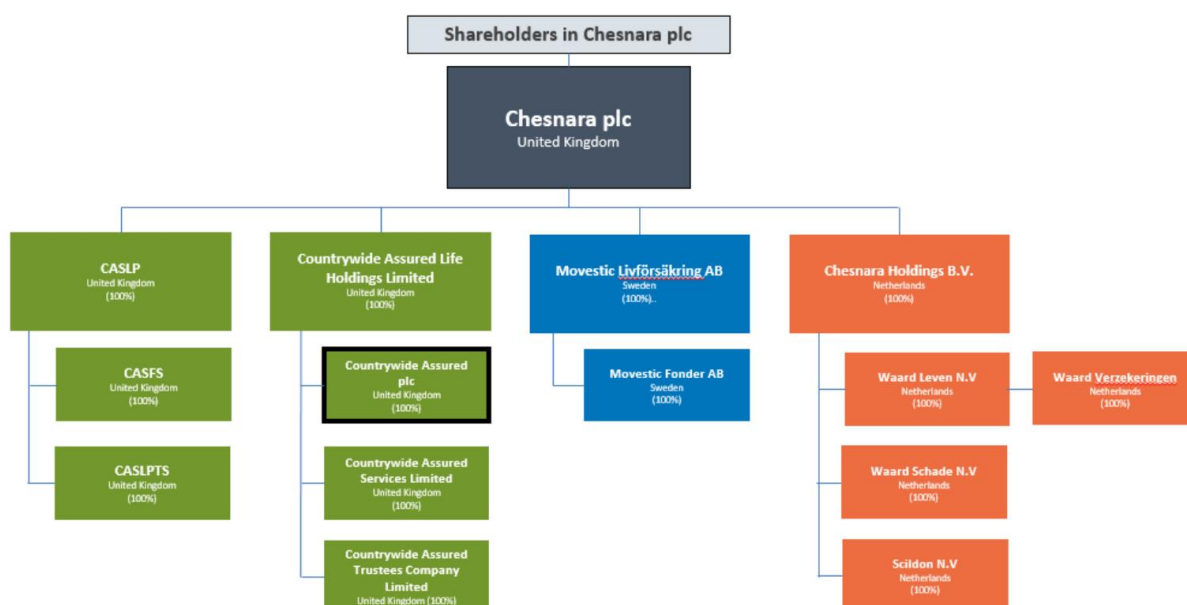 Shareholders in Chesnara plc
Chesnara plc
United Kingdom
CASLP
United Kingdom
(100%)
CASFS
United Kingdom
(100%)
CASLPTS
United Kingdom
(100%)
Countrywide Assured Life
Holdings Limited
United Kingdom
(100%)
Countrywide Assured
plc
United Kingdom
(100%)
Countrywide Assured
Services Limited
United Kingdom
(100%)
Countrywide Assured
Trustees Company
Limited
United Kingdom (100%)
Movestic Livförsäkring AB
Sweden
(100%)..
Movestic Fonder AB
Sweden
(100%)
Chesnara Holdings B.V.
Netherlands
(100%)
Waard Leven N.V
Netherlands
(100%)
Waard Verzekeringen
Netherlands
(100%)
Waard Schade N.V
Netherlands
(100%)
Scildon N.V
Netherlands
(100%)